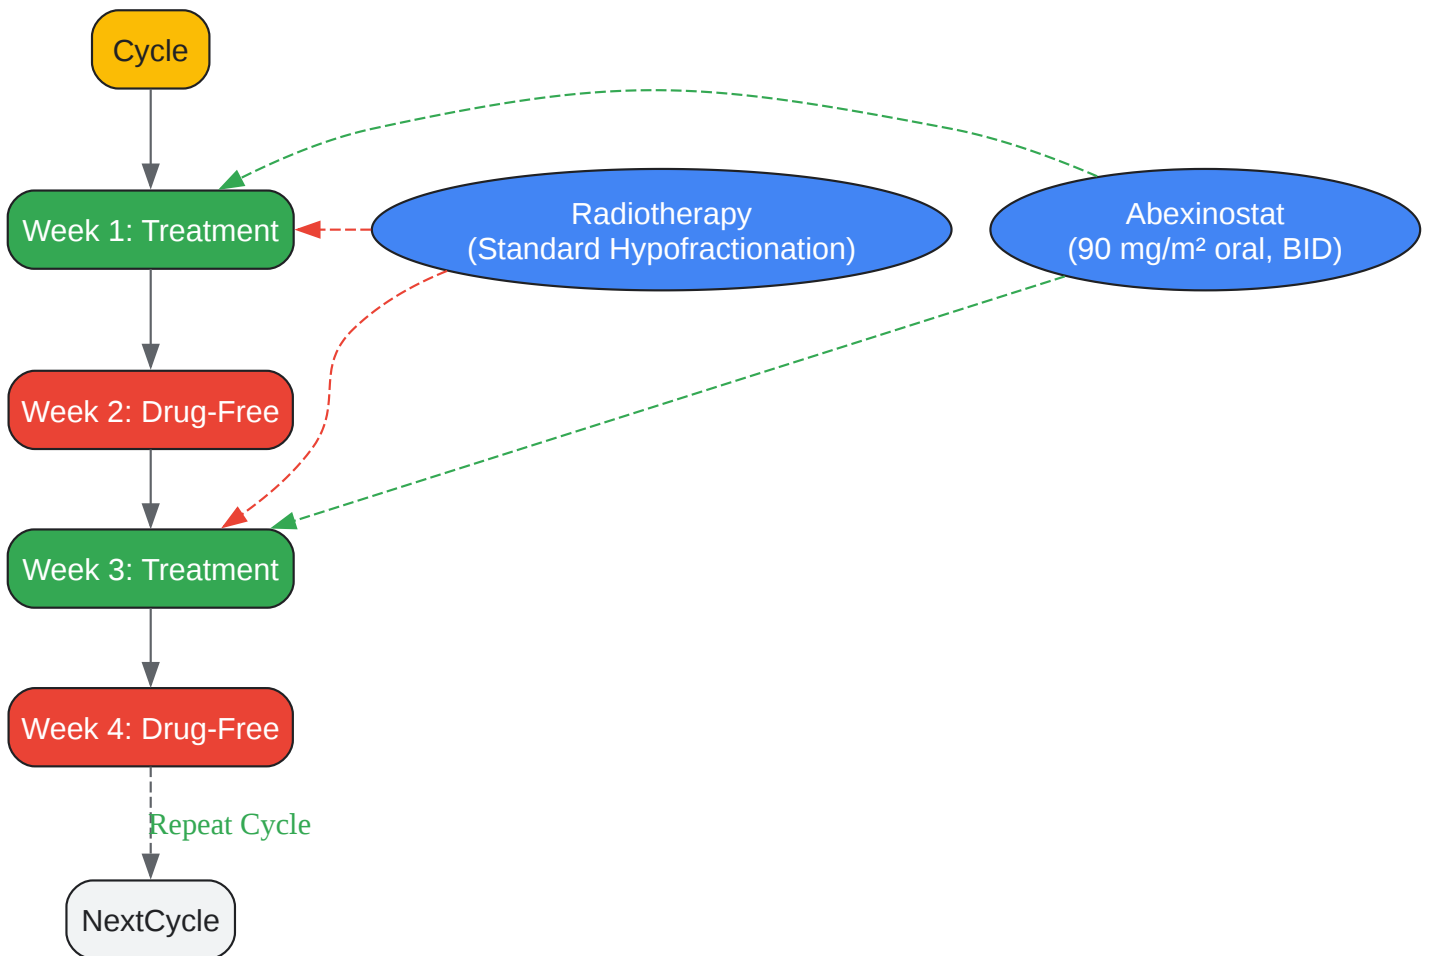 Cycle
Week 1: Treatment
Radiotherapy
(Standard Hypofractionation)
Abexinostat
(90 mg/m² oral, BID)
Week 2: Drug-Free
Week 3: Treatment
Week 4: Drug-Free
Repeat Cycle
NextCycle